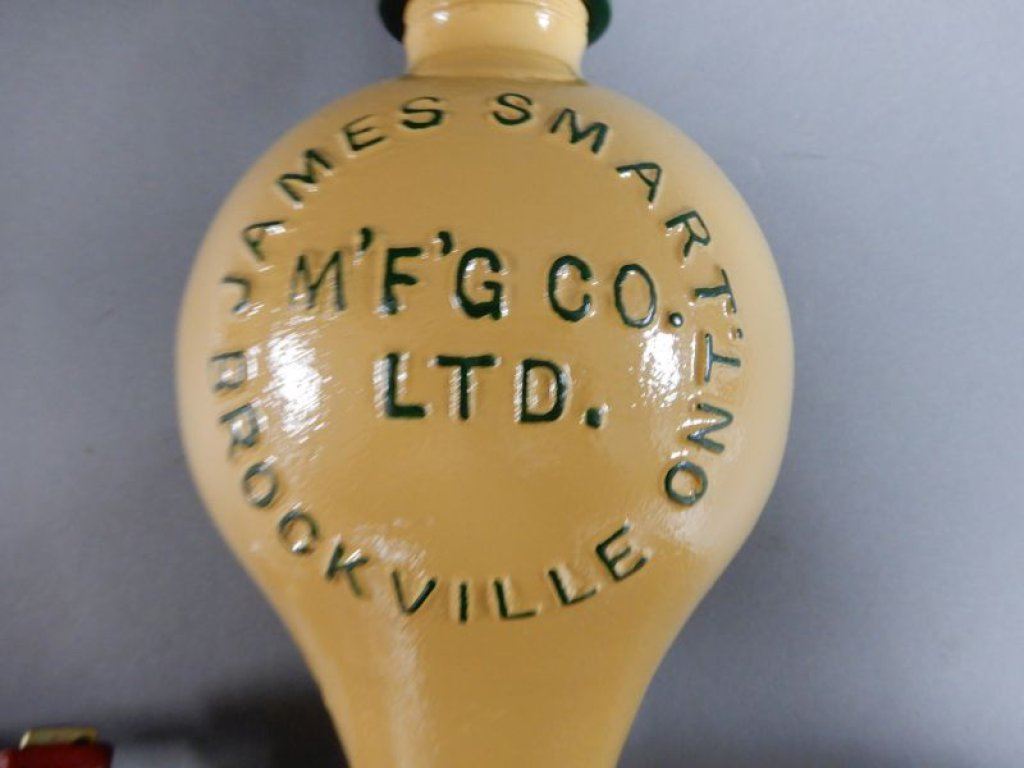 JAMES SMART
M'F'G CO.
LTD.
BROCKVILLE ONT.